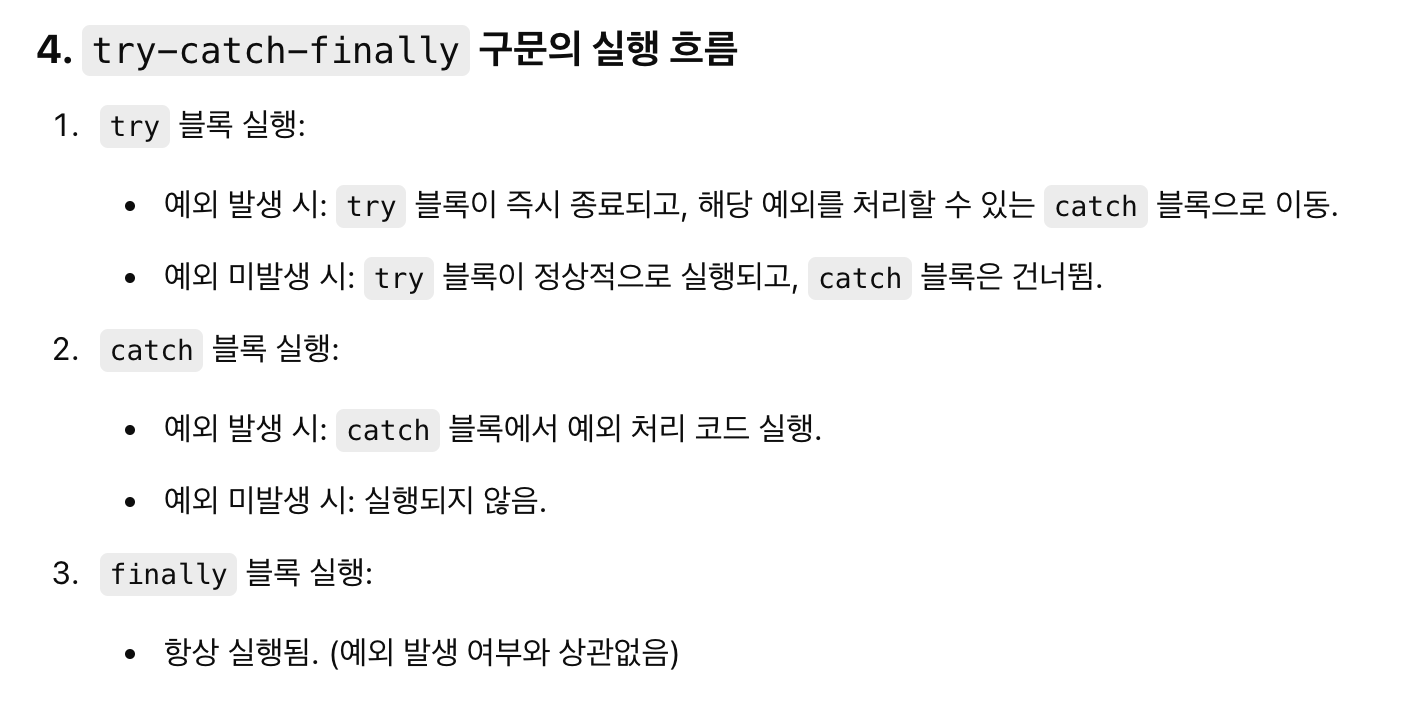 4. try-catch-finally 구문의 실행 흐름
1. try 블록 실행:
• 예외 발생 시: try 블록이 즉시 종료되고, 해당 예외를 처리할 수 있는 catch 블록으로 이동.
• 예외 미발생 시: try 블록이 정상적으로 실행되고, catch 블록은 건너뜀.
2. catch 블록 실행:
• 예외 발생 시: catch 블록에서 예외 처리 코드 실행.
• 예외 미발생 시: 실행되지 않음.
3. finally 블록 실행:
• 항상 실행됨. (예외 발생 여부와 상관없음)